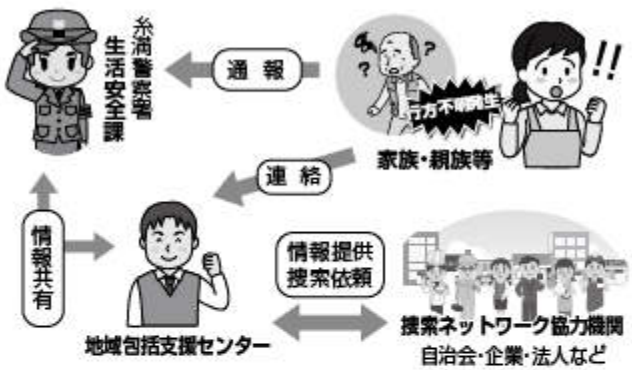 糸満警察署
生活安全課
通報
?
?
行方不明発生
!!
家族・親族等
連絡
情報共有
情報提供
捜索依頼
地域包括支援センター
捜索ネットワーク協力機関
自治会・企業・法人など